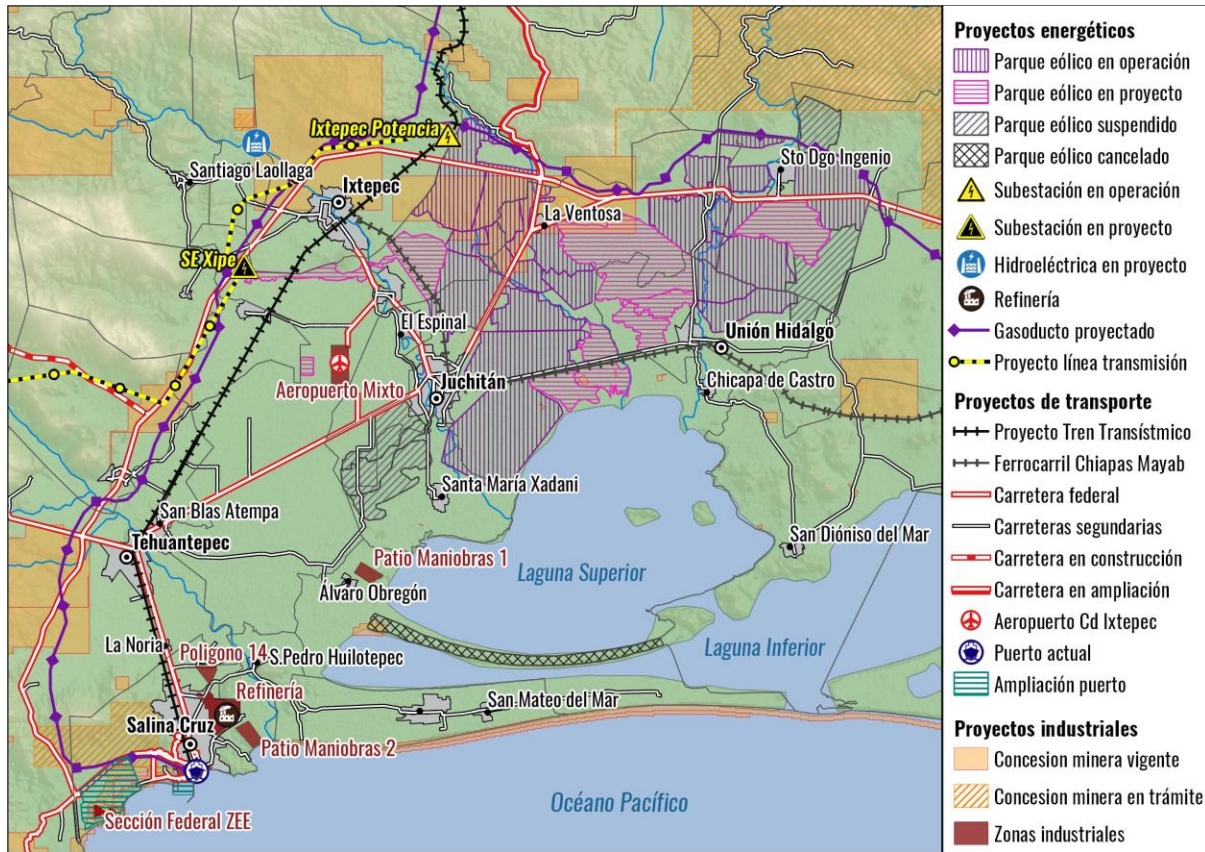 Ixtepec Potencia
Santiago Laollaga
Ixtepec
Sto Dgo Ingenio
La Ventosa
SE Xipe
El Espinal
Unión Hidalgo
Aeropuerto Mixto
Juchitán
Chicapa de Castro
Santa María Xadani
San Blas Atempa
Tehuantepec
San Dióniso del Mar
Patio Maniobras 1
Laguna Superior
Álvaro Obregón
La Noria
Poligono 14
S.Pedro Huilotepec
Laguna Inferior
Refinería
San Mateo del Mar
Salina Cruz
Patio Maniobras 2
Océano Pacífico
Sección Federal ZEE
Proyectos energéticos
Parque eólico en operación
Parque eólico en proyecto
Parque eólico suspendido
Parque eólico cancelado
Subestación en operación
Subestación en proyecto
Hidroeléctrica en proyecto
Refinería
Gasoducto proyectado
Proyecto línea transmisión
Proyectos de transporte
Proyecto Tren Transístmico
Ferrocarril Chiapas Mayab
Carretera federal
Carreteras segundarias
Carretera en construcción
Carretera en ampliación
Aeropuerto Cd Ixtepec
Puerto actual
Ampliación puerto
Proyectos industriales
Concesion minera vigente
Concesion minera en trámite
Zonas industriales